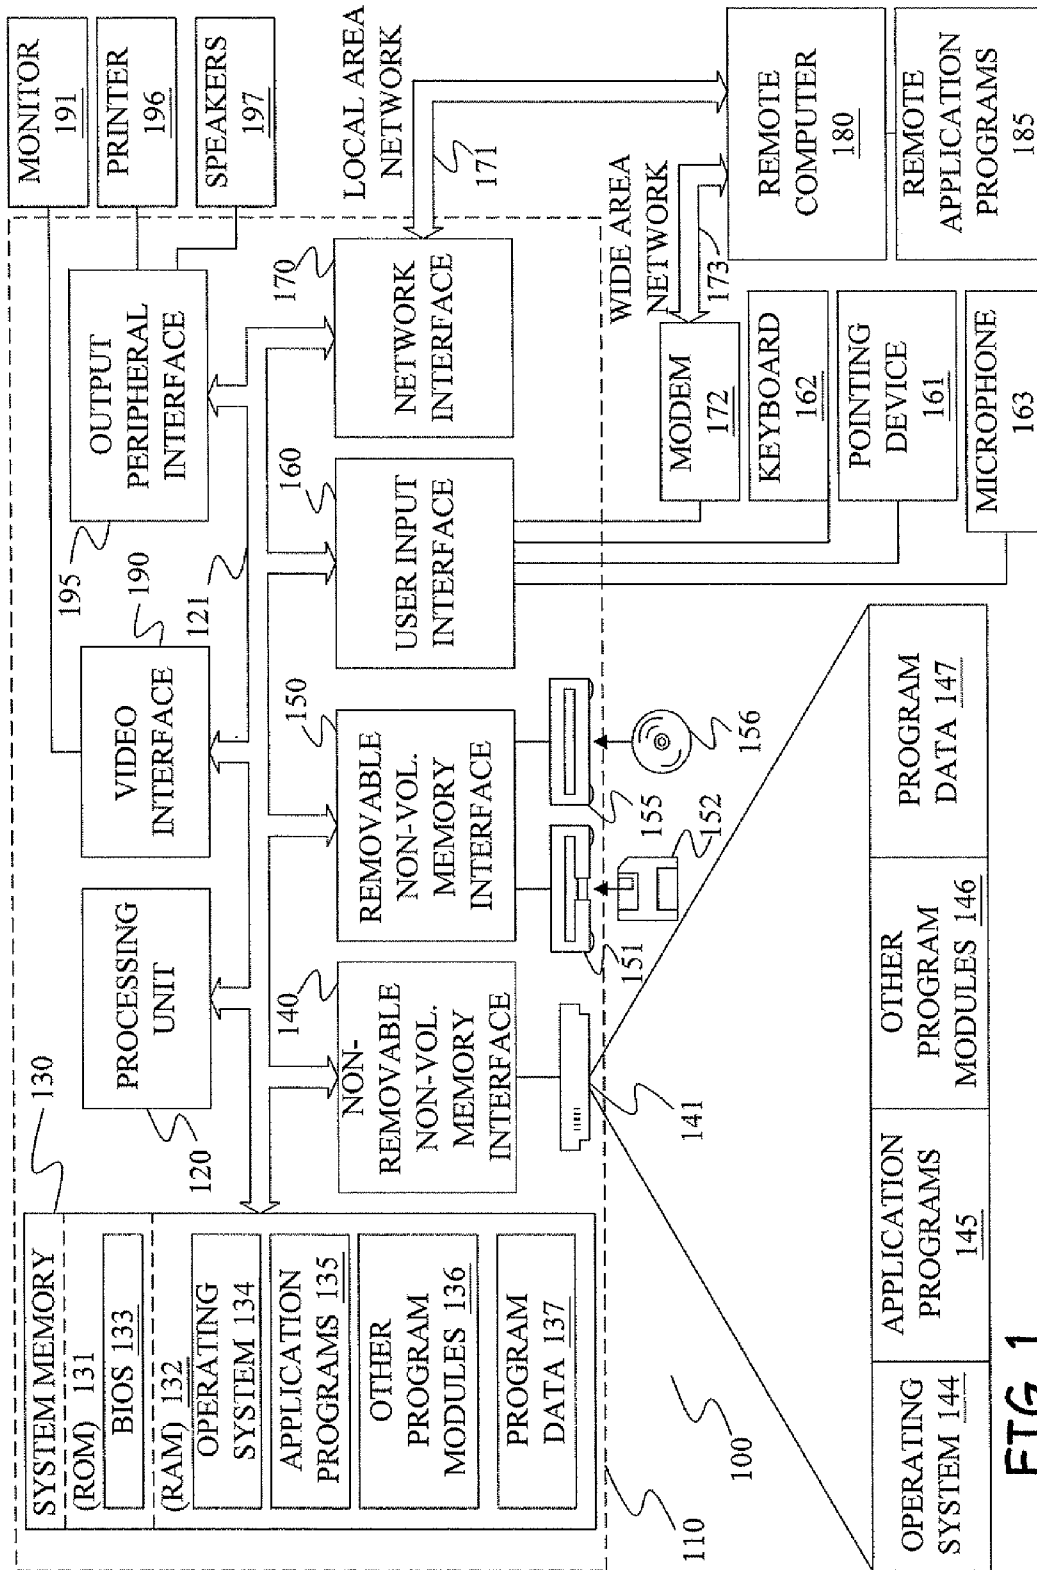 SYSTEM MEMORY
(ROM) 131
BIOS 133
(RAM) 132
OPERATING
SYSTEM 134
APPLICATION
PROGRAMS 135
OTHER
PROGRAM
MODULES 136
PROGRAM
DATA 137
130
120
PROCESSING
UNIT
VIDEO
INTERFACE
190
195
121
OUTPUT
PERIPHERAL
INTERFACE
MONITOR
191
PRINTER
196
SPEAKERS
197
140
NON-
REMOVABLE
NON-VOL.
MEMORY
INTERFACE
150
REMOVABLE
NON-VOL.
MEMORY
INTERFACE
160
USER INPUT
INTERFACE
170
NETWORK
INTERFACE
LOCAL AREA
NETWORK
171
141
151
152
155
156
WIDE AREA
NETWORK
173
MODEM
172
KEYBOARD
162
POINTING
DEVICE
161
MICROPHONE
163
REMOTE
COMPUTER
180
REMOTE
APPLICATION
PROGRAMS
185
110
100
OPERATING
SYSTEM 144
APPLICATION
PROGRAMS
145
OTHER
PROGRAM
MODULES 146
PROGRAM
DATA 147
FIG 1